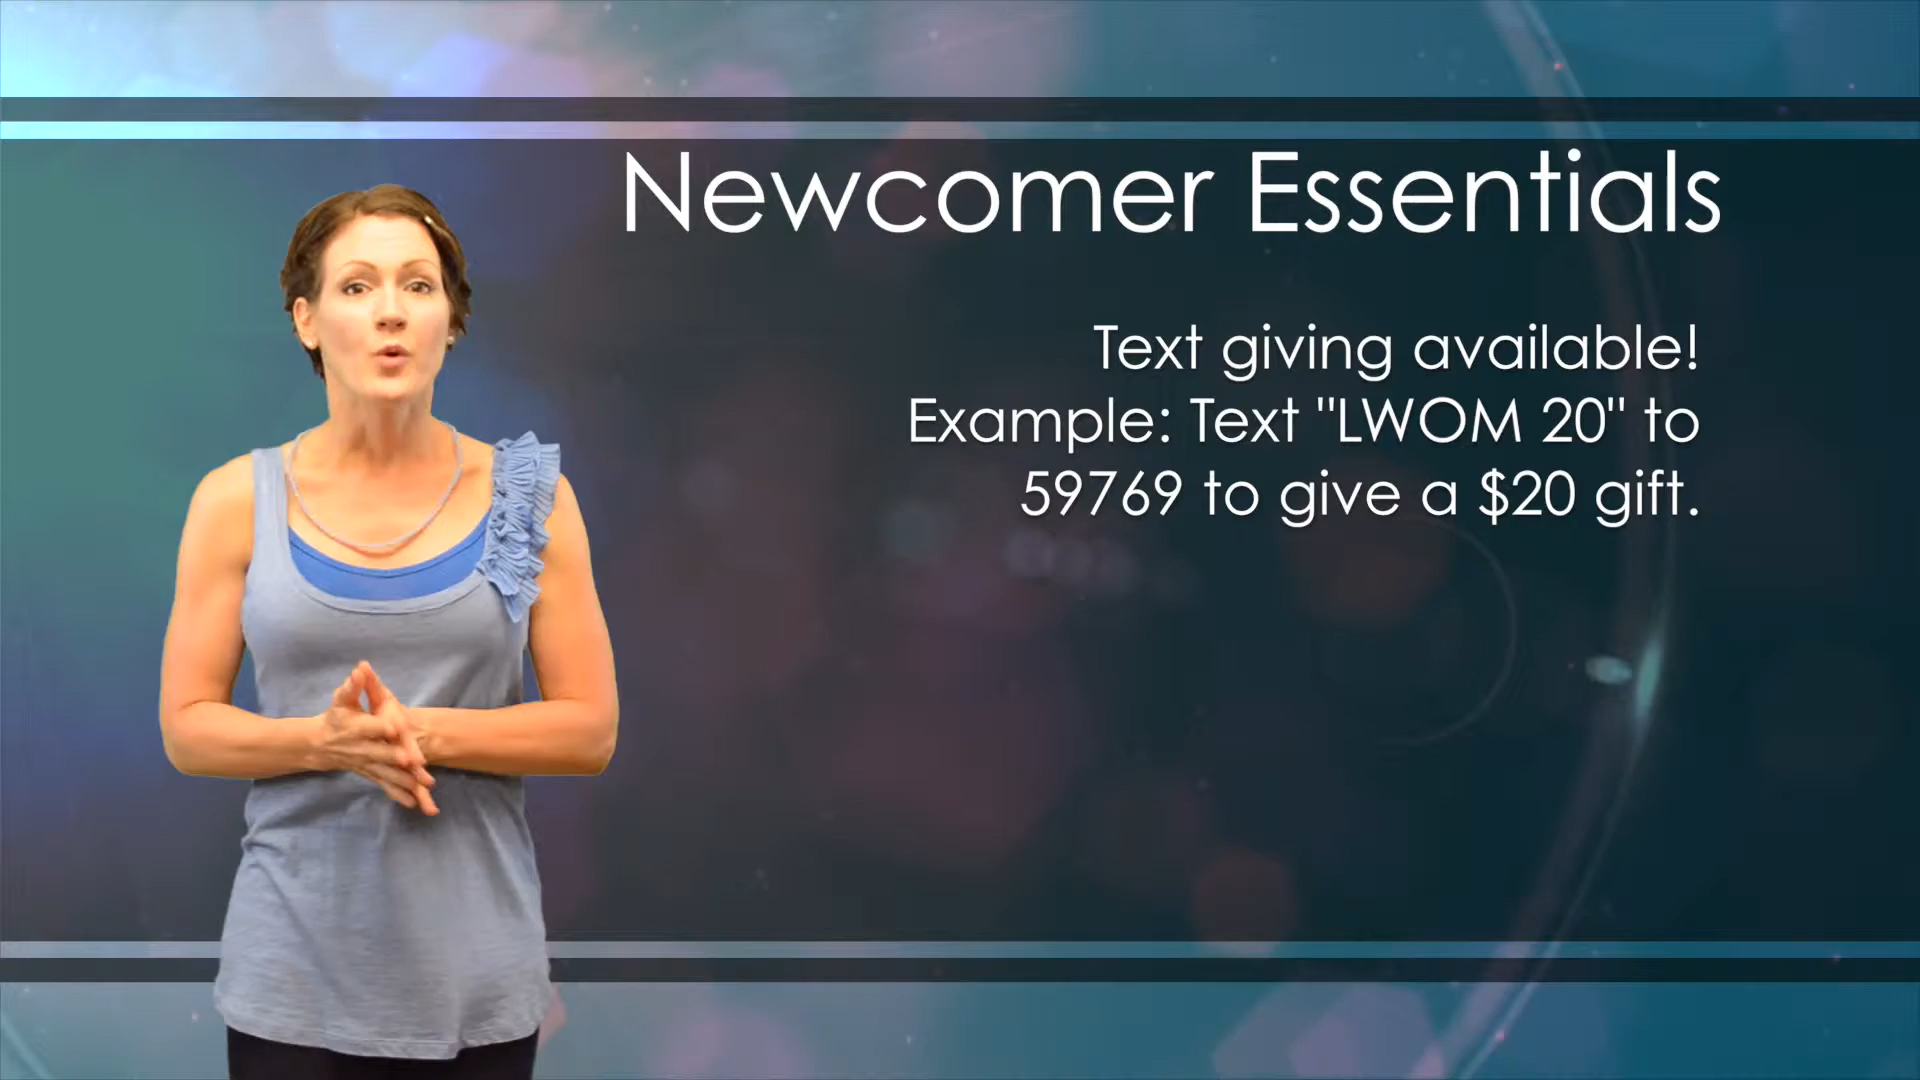 Newcomer Essentials
Text giving available!
Example: Text "LWOM 20" to
59769 to give a $20 gift.